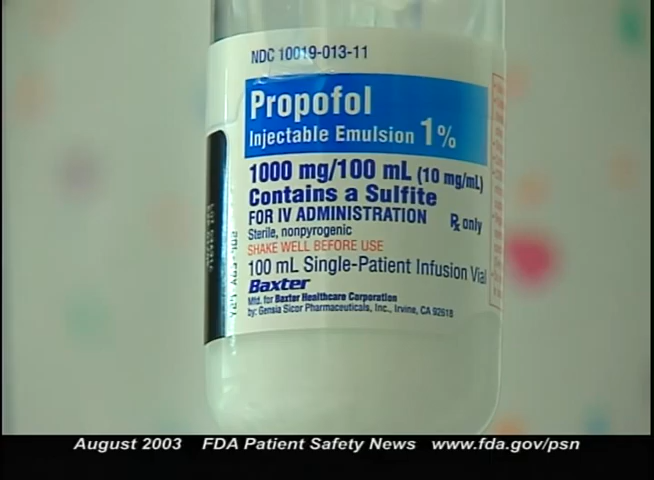 NDC 10019-013-11
Propofol
Injectable Emulsion 1%
1000 mg/100 mL (10 mg/mL)
Contains a Sulfite
FOR IV ADMINISTRATION
Rx only
Sterile, nonpyrogenic
SHAKE WELL BEFORE USE
100 mL Single-Patient Infusion Vial
Baxter
Mfd. for Baxter Healthcare Corporation
by: Gensia Sicor Pharmaceuticals, Inc., Irvine, CA 92618
August 2003 FDA Patient Safety News www.fda.gov/psn